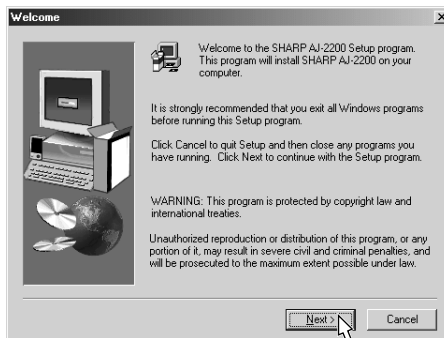 Welcome
Welcome to the SHARP AJ-2200 Setup program.
This program will install SHARP AJ-2200 on your
computer.
It is strongly recommended that you exit all Windows programs
before running this Setup program.
Click Cancel to quit Setup and then close any programs you
have running. Click Next to continue with the Setup program.
WARNING: This program is protected by copyright law and
international treaties.
Unauthorized reproduction or distribution of this program, or any
portion of it, may result in severe civil and criminal penalties, and
will be prosecuted to the maximum extent possible under law.
Next > Cancel